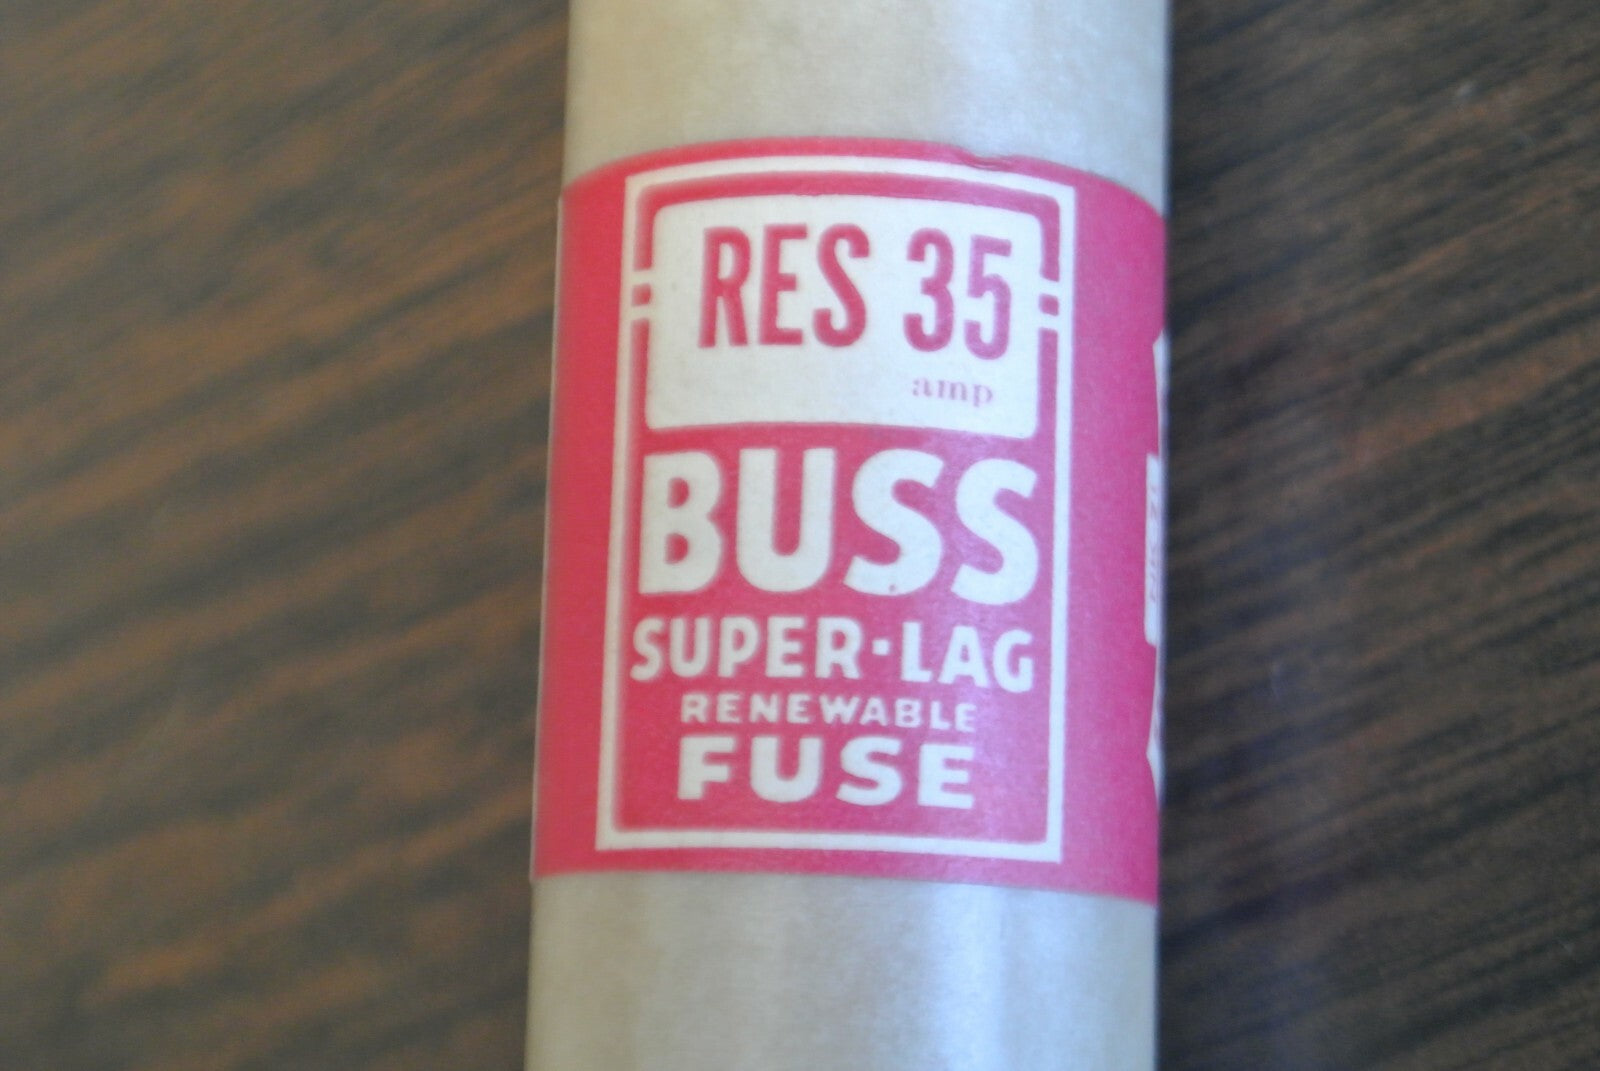 RES 35
amp
BUSS
SUPER-LAG
RENEWABLE
FUSE